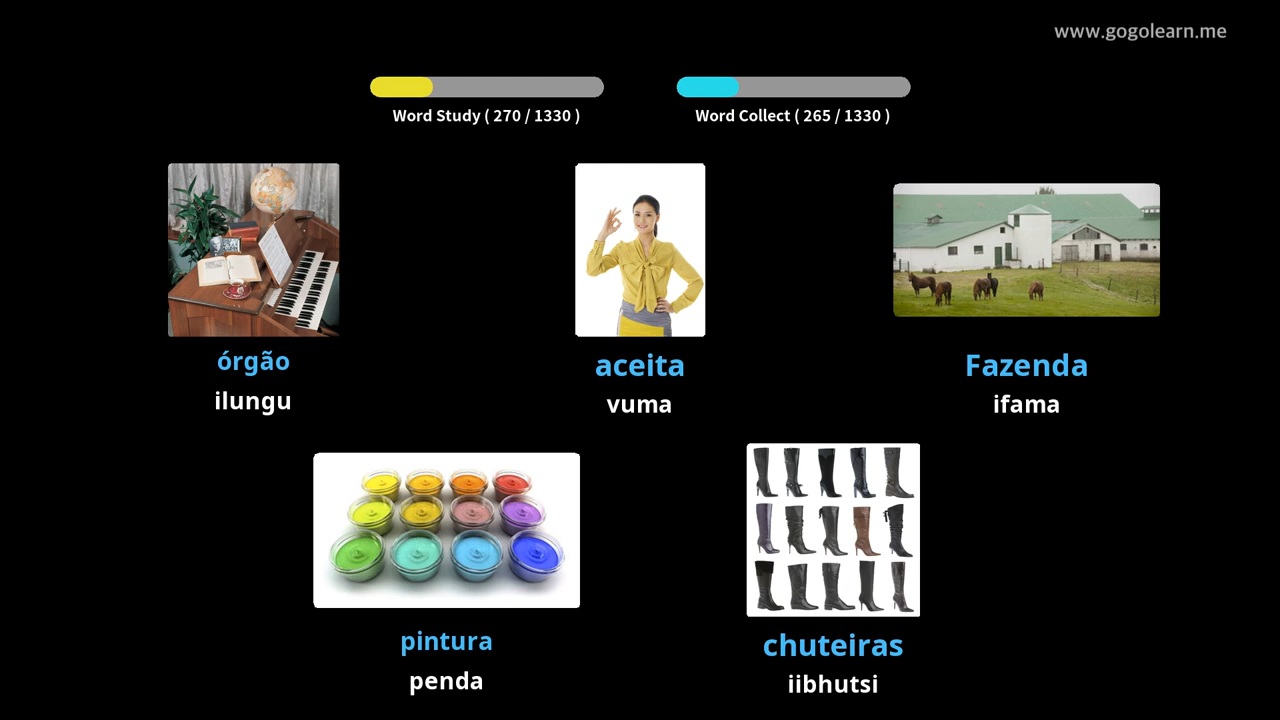 www.gogolearn.me
Word Study ( 270 / 1330 )
Word Collect ( 265 / 1330 )
órgão
ilungu
aceita
vuma
Fazenda
ifama
pintura
penda
chuteiras
iibhutsi